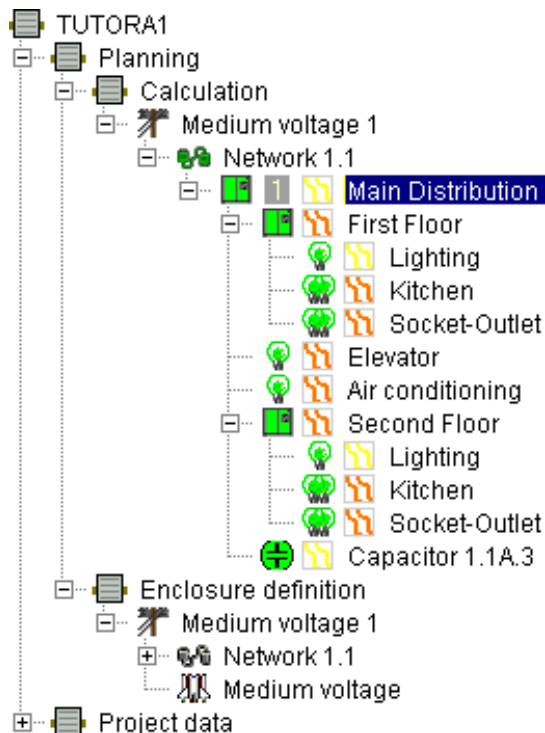 TUTORA1
Planning
Calculation
Medium voltage 1
Network 1.1
1 Main Distribution
First Floor
Lighting
Kitchen
Socket-Outlet
Elevator
Air conditioning
Second Floor
Lighting
Kitchen
Socket-Outlet
Capacitor 1.1A.3
Enclosure definition
Medium voltage 1
Network 1.1
Medium voltage
Project data